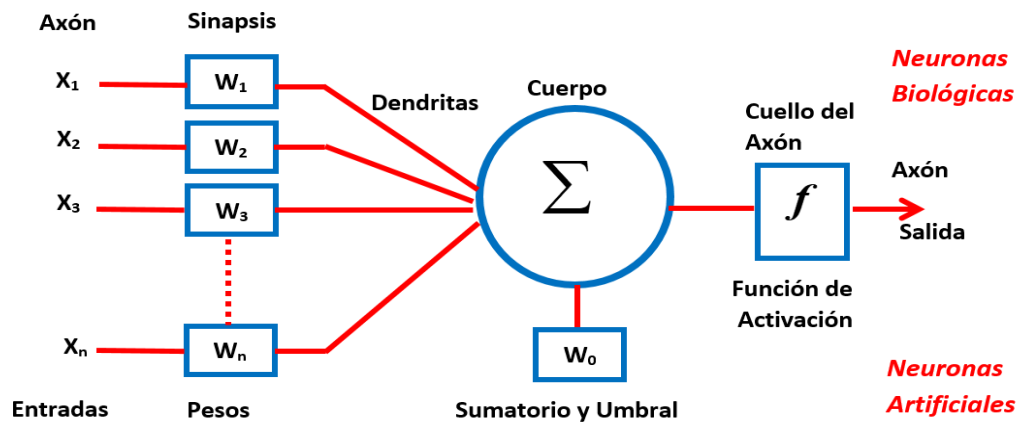 Axón
Sinapsis
Neuronas
Biológicas
X₁
W₁
Dendritas
Cuerpo
Cuello del
Axón
X₂
W₂
∑
f
Axón
X₃
W₃
Salida
Función de
Activación
Xₙ
Wₙ
W₀
Neuronas
Artificiales
Entradas
Pesos
Sumatorio y Umbral